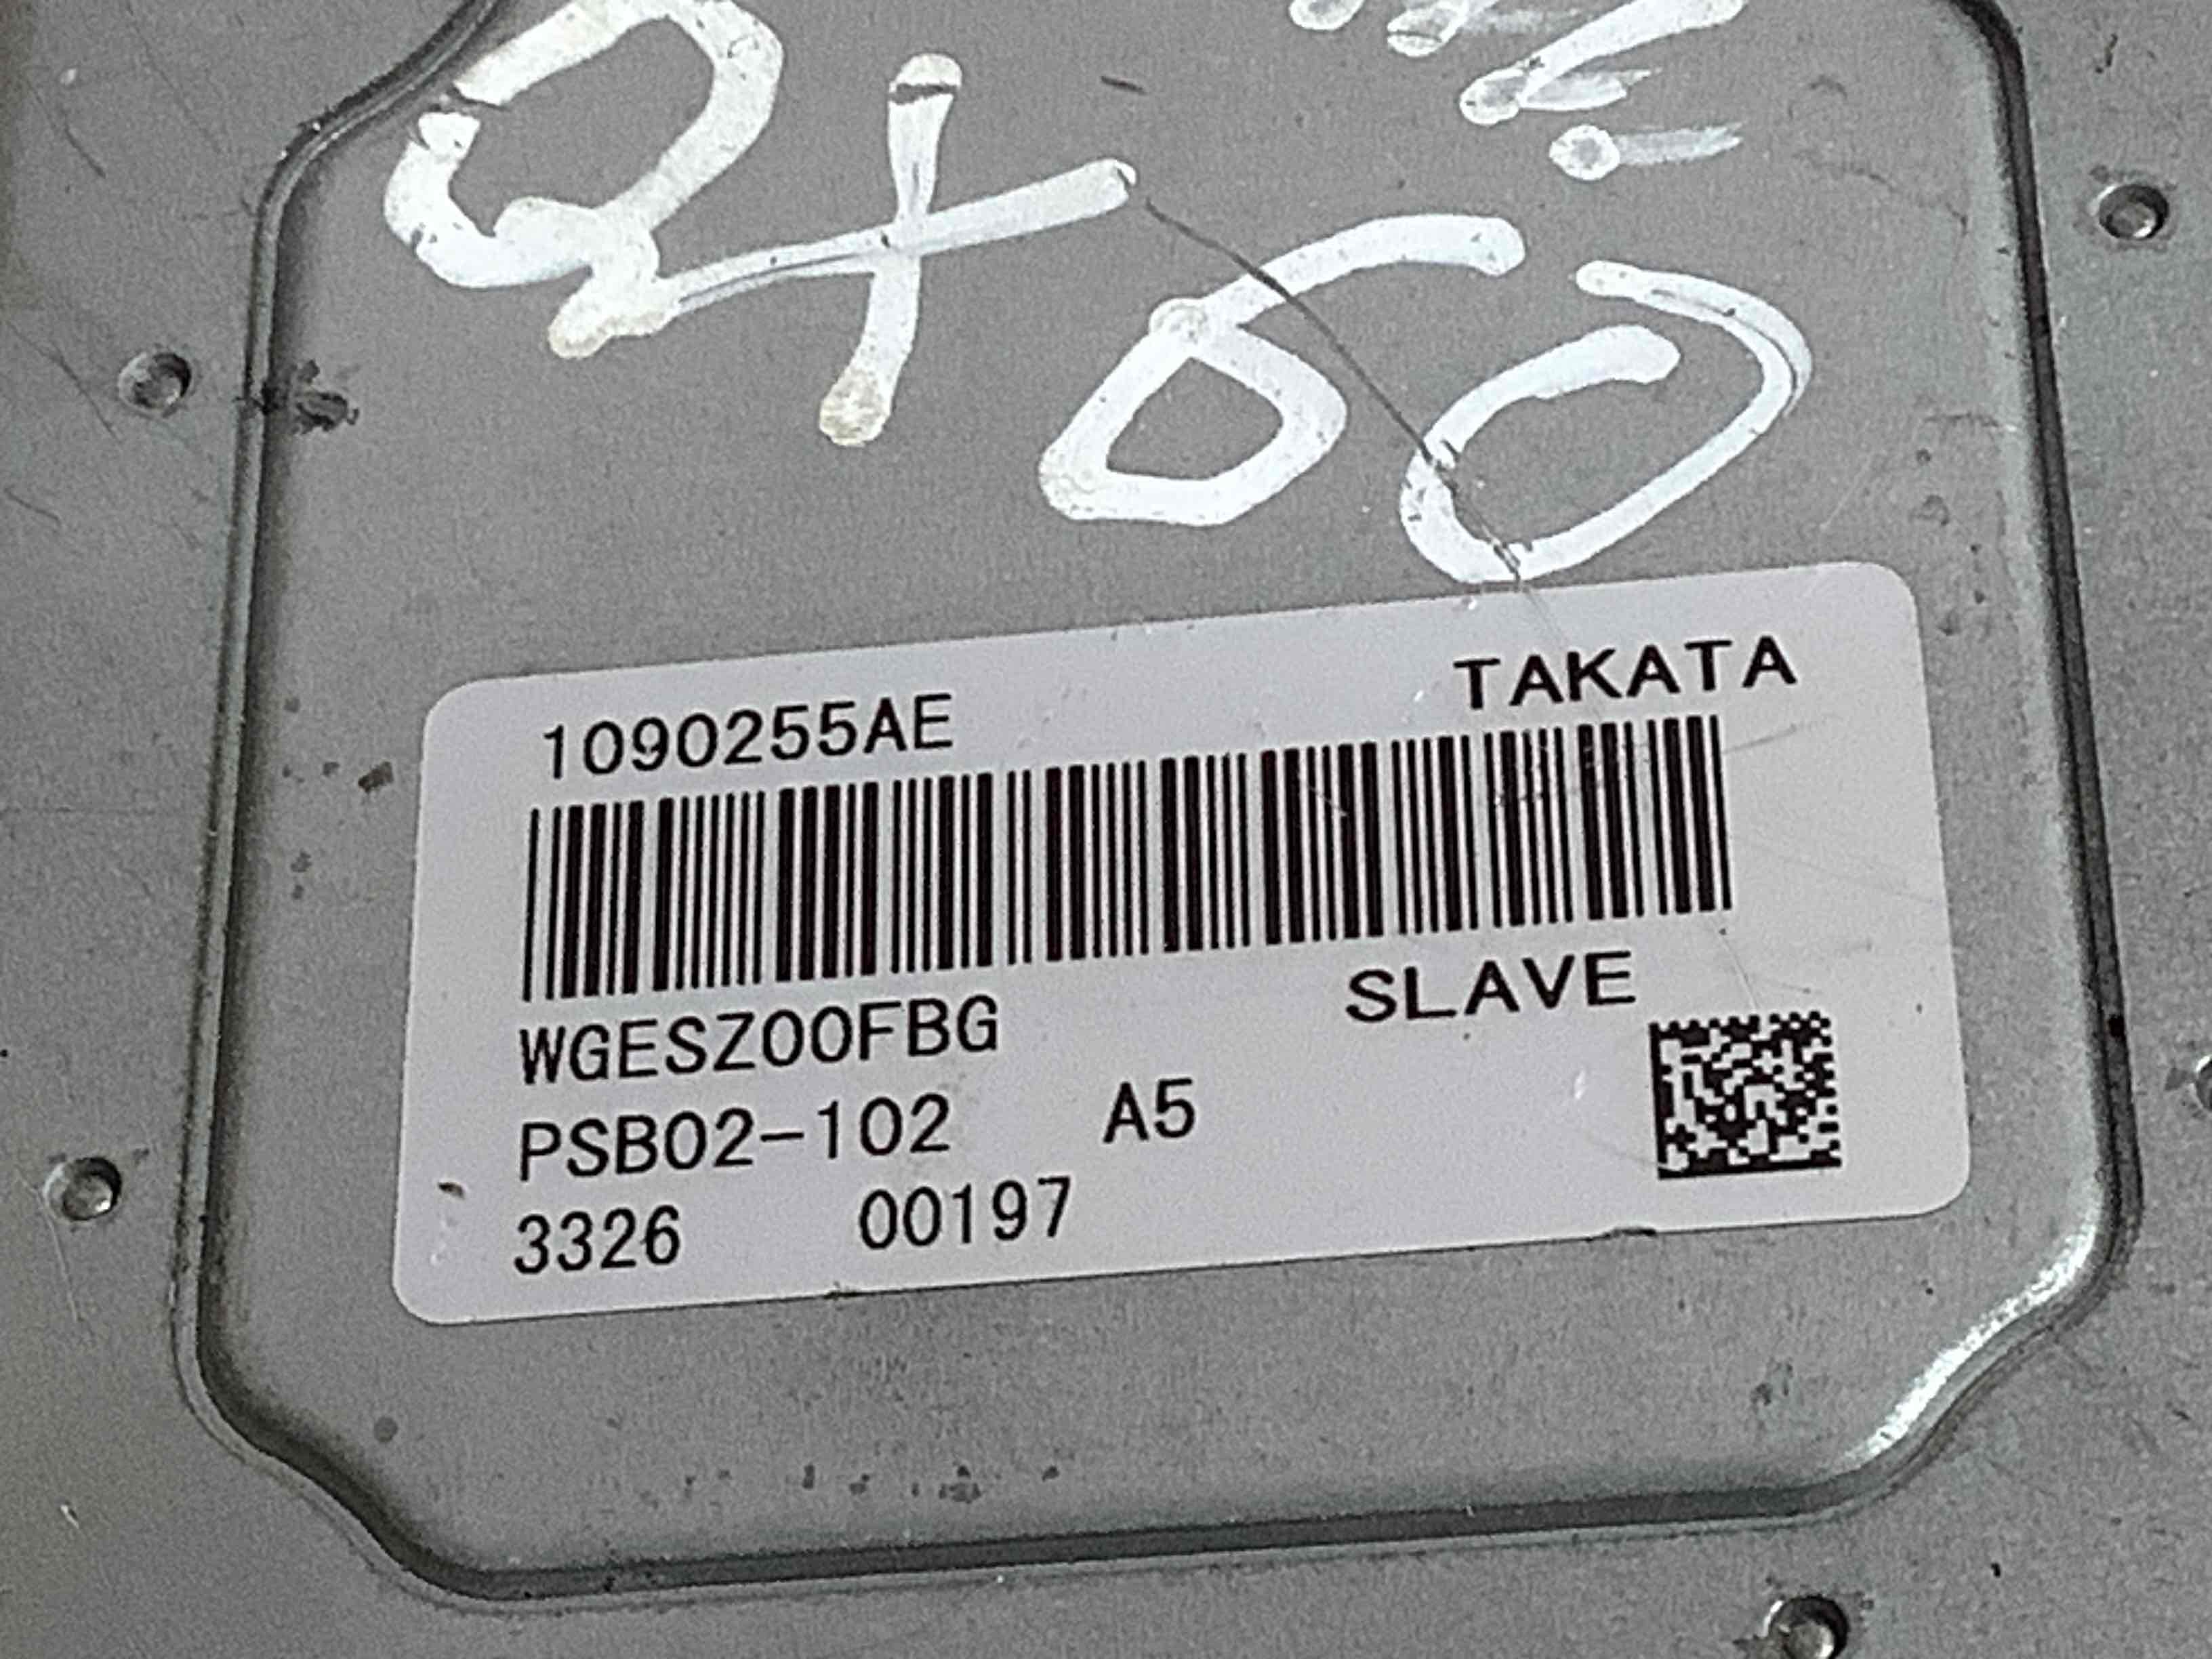 QX60
1090255AE TAKATA
WGESZ00FBG SLAVE
PSB02-102 A5
3326 00197